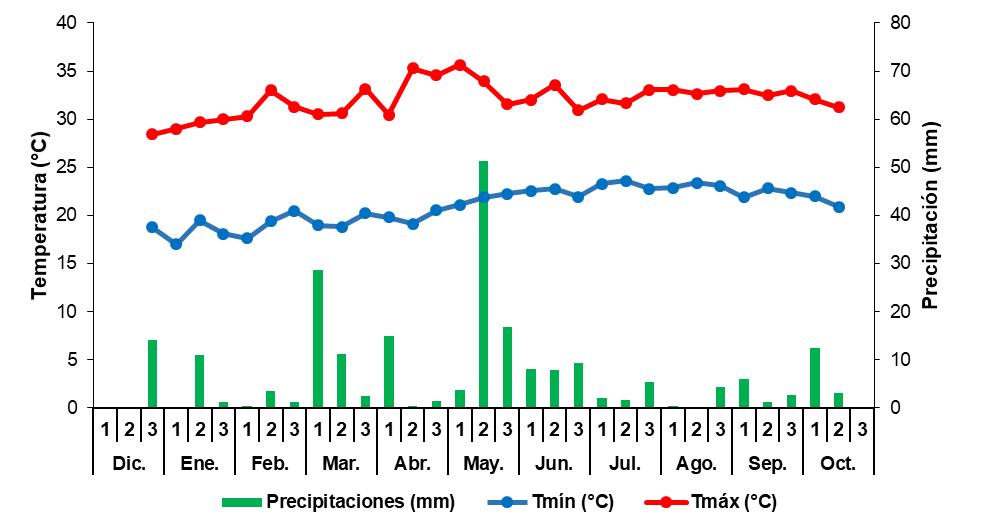 40 80
35 70
30 60
25 50
20 40
15 30
10 20
5 10
0 0
Temperatura (°C)
Precipitación (mm)
1 2 3 1 2 3 1 2 3 1 2 3 1 2 3 1 2 3 1 2 3 1 2 3 1 2 3 1 2 3 1 2 3
Dic. Ene. Feb. Mar. Abr. May. Jun. Jul. Ago. Sep. Oct.
Precipitaciones (mm) Tmín (°C) Tmáx (°C)